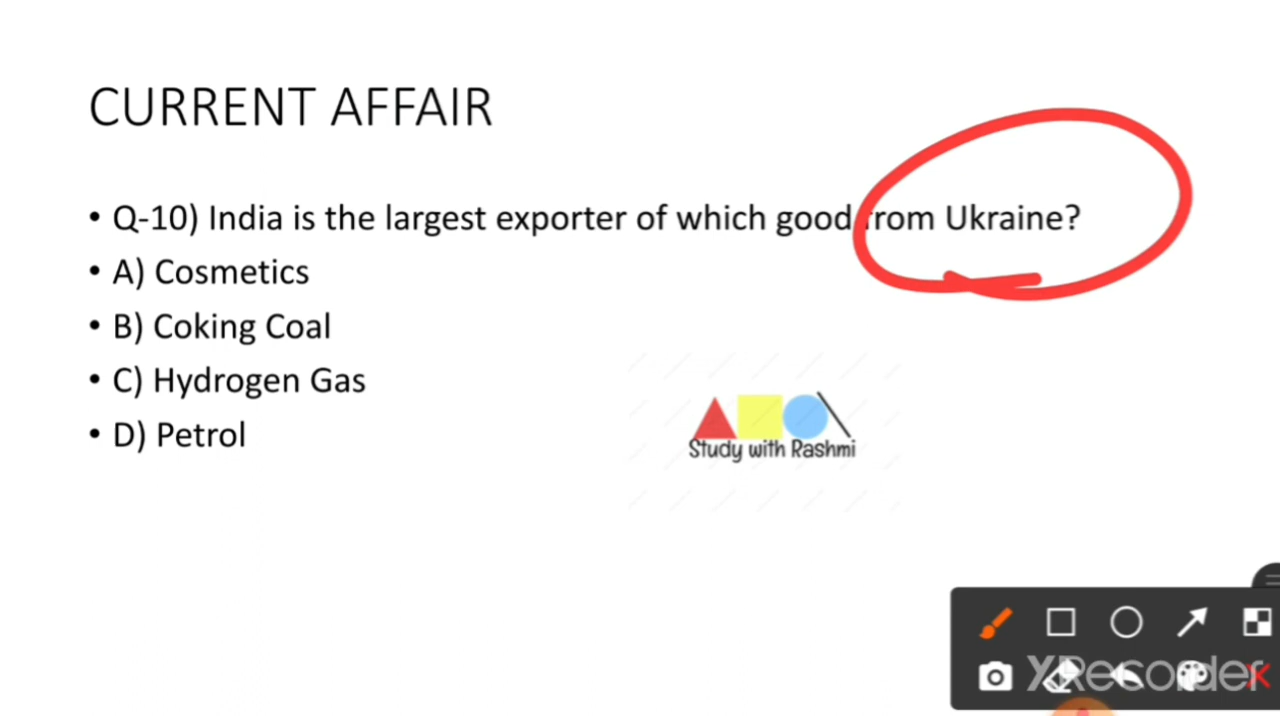 CURRENT AFFAIR
• Q-10) India is the largest exporter of which good from Ukraine?
• A) Cosmetics
• B) Coking Coal
• C) Hydrogen Gas
• D) Petrol
Study with Rashmi
XRecorder